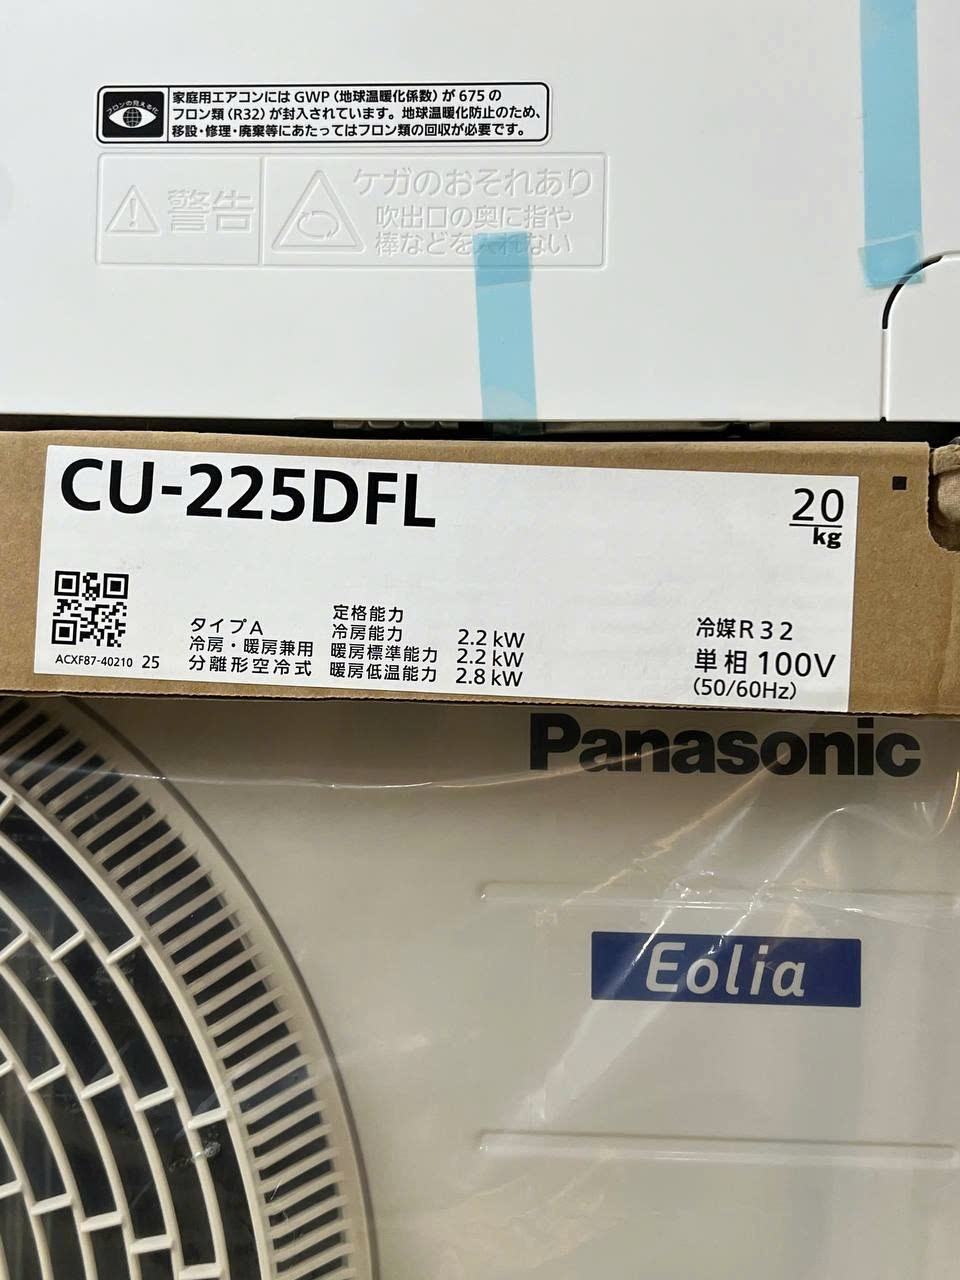 フロンの見える化
家庭用エアコンには GWP (地球温暖化係数) が 675 の
フロン類 (R32) が封入されています。地球温暖化防止のため、
移設・修理・廃棄等にあたってはフロン類の回収が必要です。
警告
ケガのおそれあり
吹出口の奥に指や
棒などを入れない
CU-225DFL
20
kg
ACXF87-40210 25
タイプA
冷房・暖房兼用
分離形空冷式
定格能力
冷房能力 2.2 kW
暖房標準能力 2.2 kW
暖房低温能力 2.8 kW
冷媒R32
単相 100V
(50/60Hz)
Panasonic
Eolia